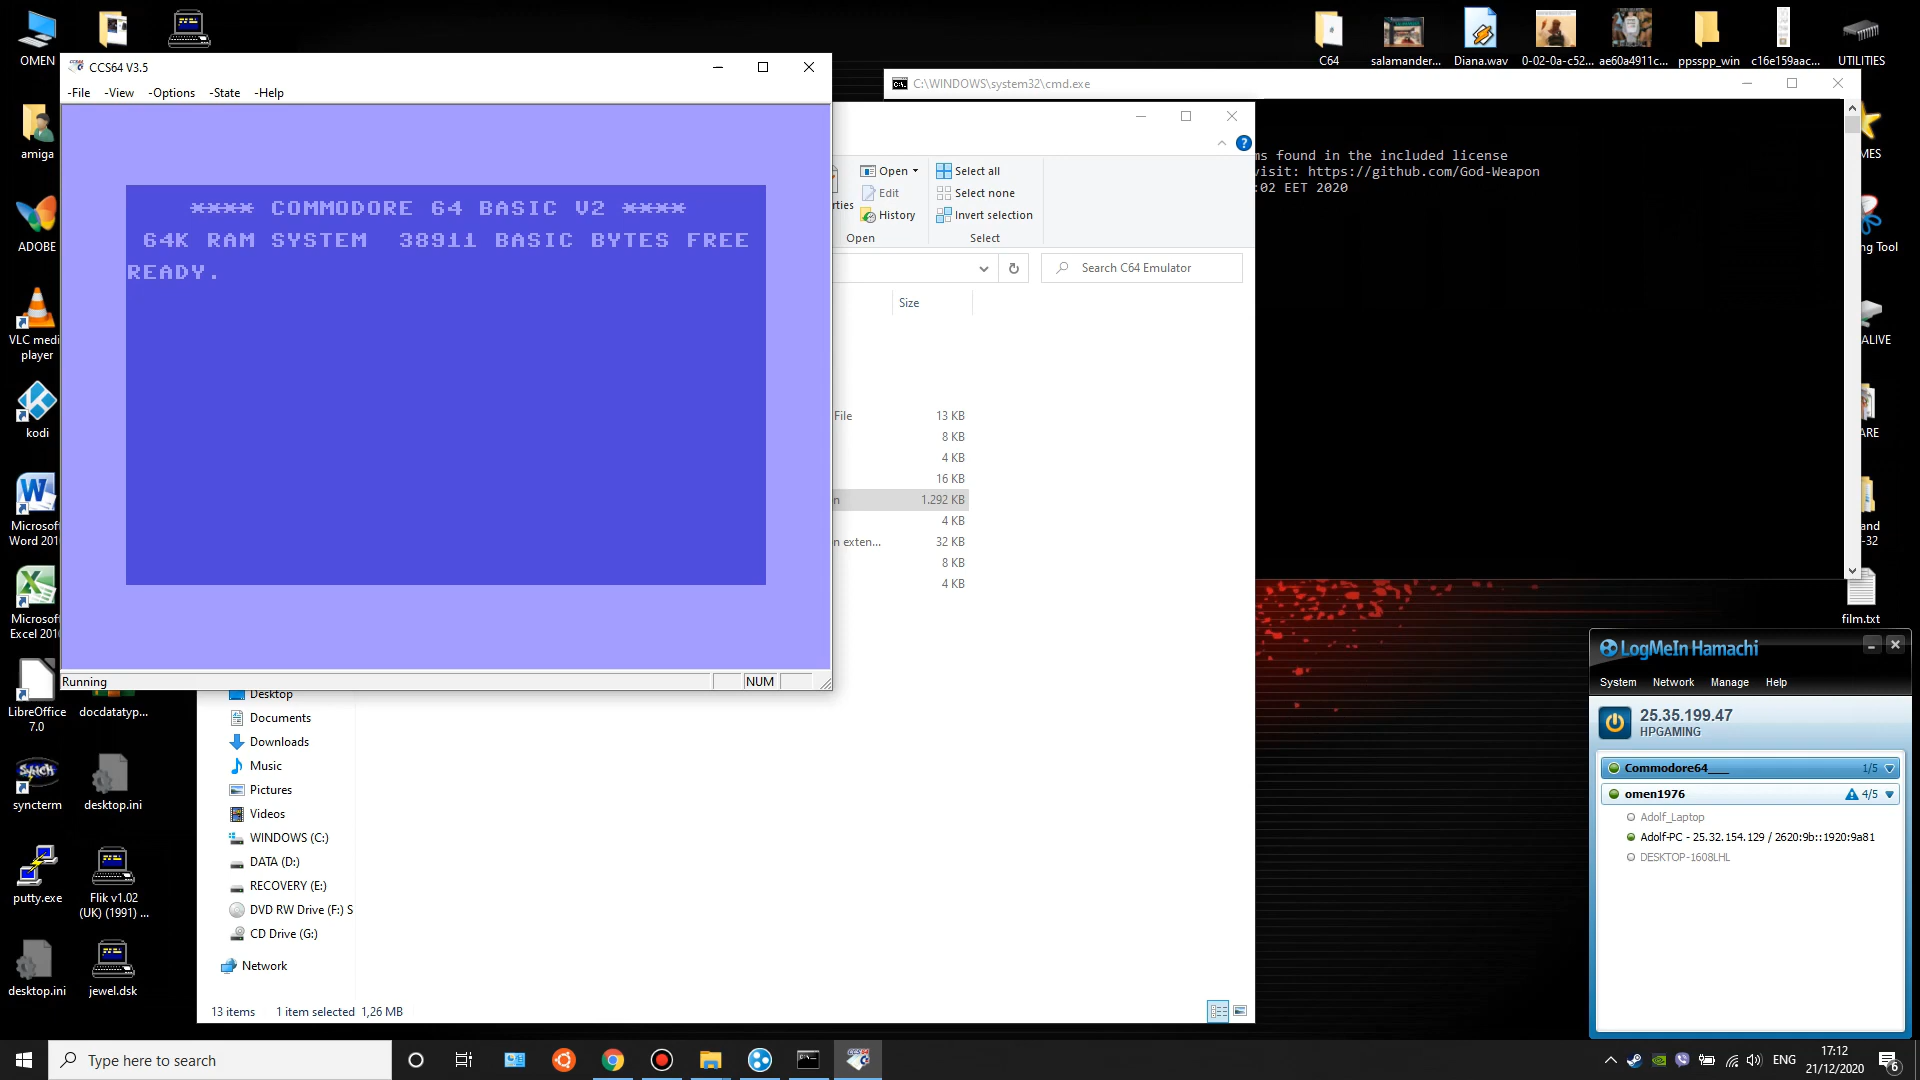 OMEN
amiga
ADOBE
VLC medi
player
kodi
Microsof
Word 201
Microsof
Excel 201
LibreOffice
7.0
docdatatyp...
syncterm
desktop.ini
putty.exe
Flik v1.02
(UK) (1991) ...
desktop.ini
jewel.dsk
C64
salamander...
Diana.wav
0-02-0a-c52...
ae60a4911c...
ppsspp_win
c16e159aac...
UTILITIES
MES
ng Tool
ALIVE
ARE
and
-32
film.txt
CCS64 V3.5
-File -View -Options -State -Help
**** COMMODORE 64 BASIC V2 ****
64K RAM SYSTEM 38911 BASIC BYTES FREE
READY.
Running
NUM
C:\WINDOWS\system32\cmd.exe
ms found in the included license
visit: https://github.com/God-Weapon
:02 EET 2020
Open
Select all
Edit
Select none
rties
History
Invert selection
Open
Select
Search C64 Emulator
Size
File 13 KB
8 KB
4 KB
16 KB
n 1.292 KB
4 KB
n exten... 32 KB
8 KB
4 KB
Desktop
Documents
Downloads
Music
Pictures
Videos
WINDOWS (C:)
DATA (D:)
RECOVERY (E:)
DVD RW Drive (F:) S
CD Drive (G:)
Network
13 items 1 item selected 1,26 MB
LogMeIn Hamachi
System Network Manage Help
25.35.199.47
HPGAMING
Commodore64___ 1/5
omen1976 4/5
Adolf_Laptop
Adolf-PC - 25.32.154.129 / 2620:9b::1920:9a81
DESKTOP-1608LHL
Type here to search
ENG
17:12
21/12/2020
6